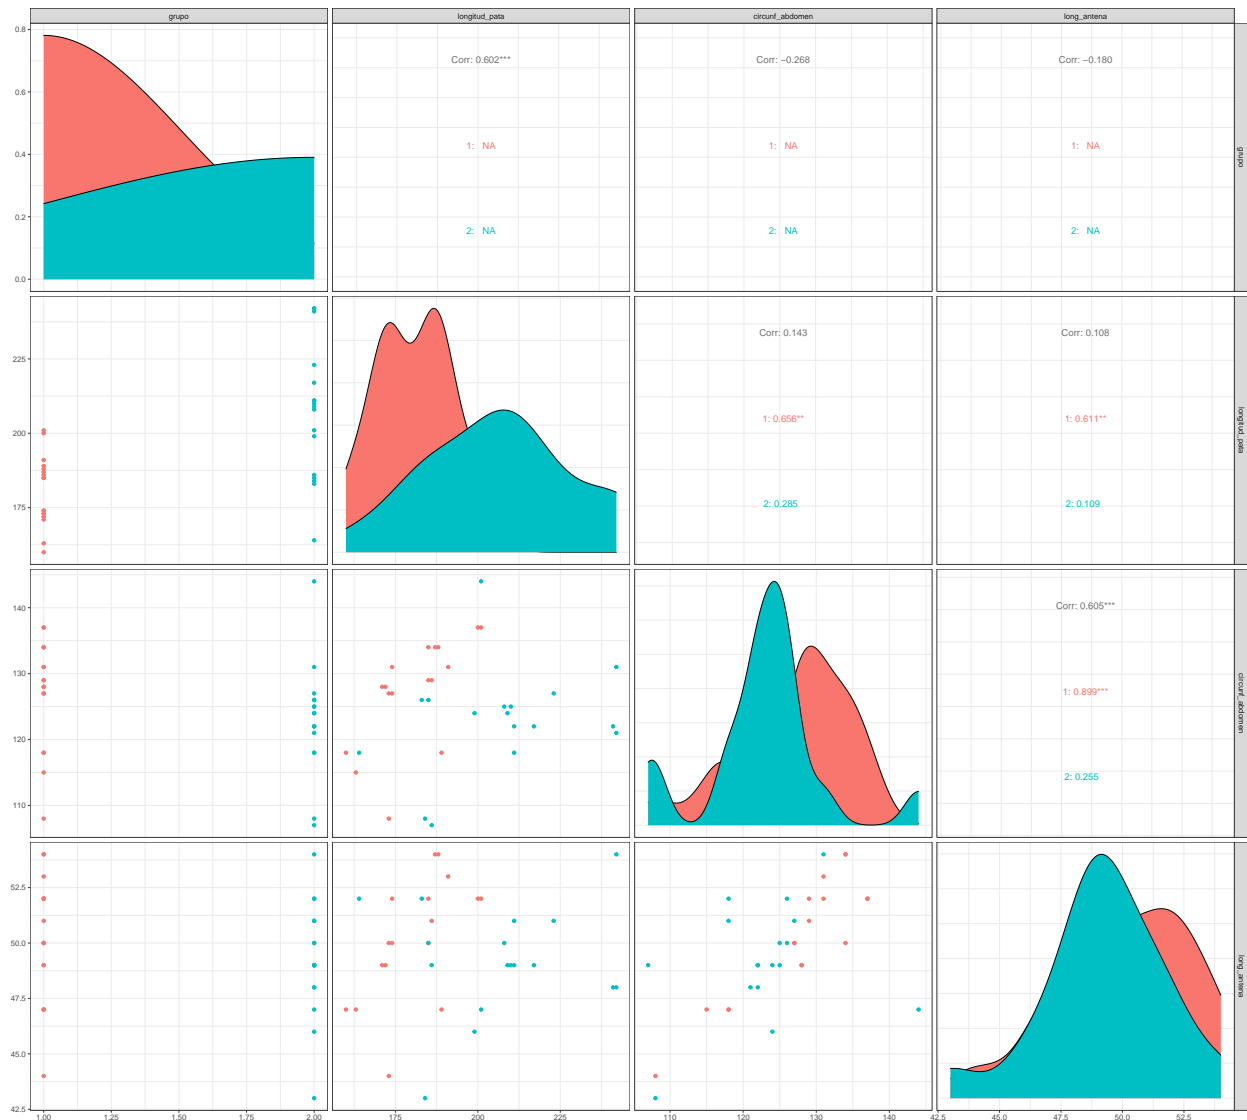 grupo longitud_pata circunf_abdomen long_antena
0.8
0.6
0.4
0.2
0.0
Corr: 0.602***
1: NA
2: NA
Corr: −0.268
1: NA
2: NA
Corr: −0.180
1: NA
2: NA
grupo
225
200
175
Corr: 0.143
1: 0.656**
2: 0.285
Corr: 0.108
1: 0.611**
2: 0.109
longitud_pata
140
130
120
110
Corr: 0.605***
1: 0.899***
2: 0.255
circunf_abdomen
52.5
50.0
47.5
45.0
42.5
long_antena
1.00 1.25 1.50 1.75 2.00 175 200 225 110 120 130 140 42.5 45.0 47.5 50.0 52.5